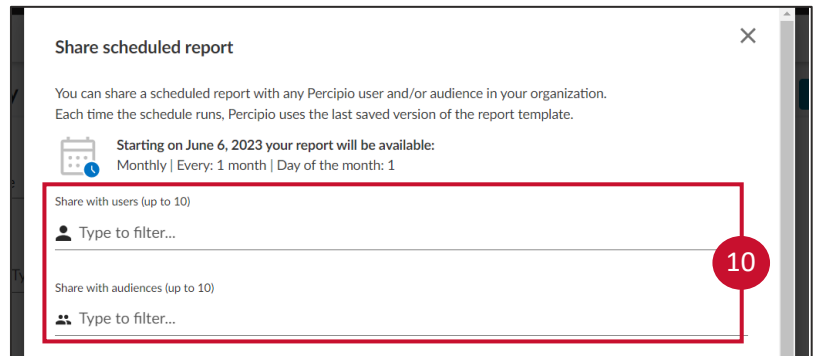 Share scheduled report
You can share a scheduled report with any Percipio user and/or audience in your organization.
Each time the schedule runs, Percipio uses the last saved version of the report template.
Starting on June 6, 2023 your report will be available:
Monthly | Every: 1 month | Day of the month: 1
Share with users (up to 10)
Type to filter...
10
Share with audiences (up to 10)
Type to filter...